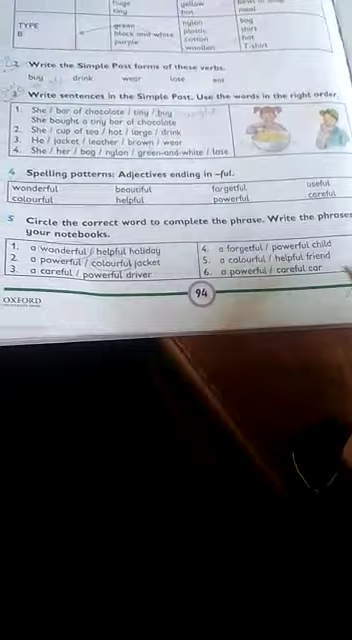 huge yellow
tiny hot meal
TYPE B a green nylon bag
black and white plastic shirt
purple cotton hat
woollen T-shirt
2 Write the Simple Past forms of these verbs.
buy drink wear lose eat
Write sentences in the Simple Past. Use the words in the right order.
1. She / bar of chocolate / tiny / buy
She bought a tiny bar of chocolate
2. She / cup of tea / hot / large / drink
3. He / jacket / leather / brown / wear
4. She / her / bag / nylon / green-and-white / lose
4 Spelling patterns: Adjectives ending in –ful.
wonderful beautiful forgetful useful
colourful helpful powerful careful
5 Circle the correct word to complete the phrase. Write the phrases
your notebooks.
1. a wonderful / helpful holiday
2. a powerful / colourful jacket
3. a careful / powerful driver
4. a forgetful / powerful child
5. a colourful / helpful friend
6. a powerful / careful car
OXFORD
94